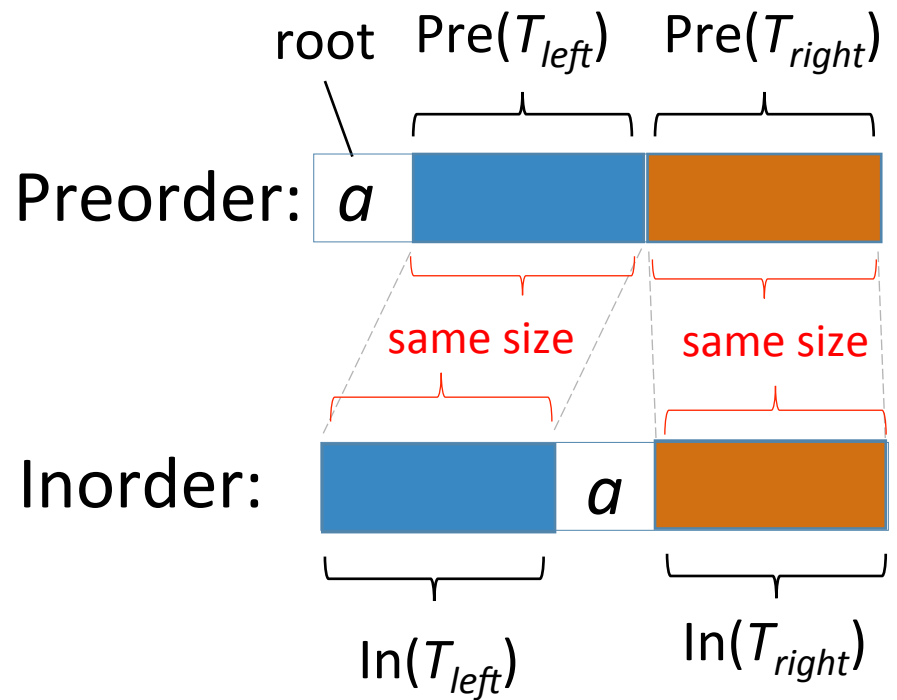 root
Pre(T_left)
Pre(T_right)
Preorder:
a
same size
same size
Inorder:
a
In(T_left)
In(T_right)